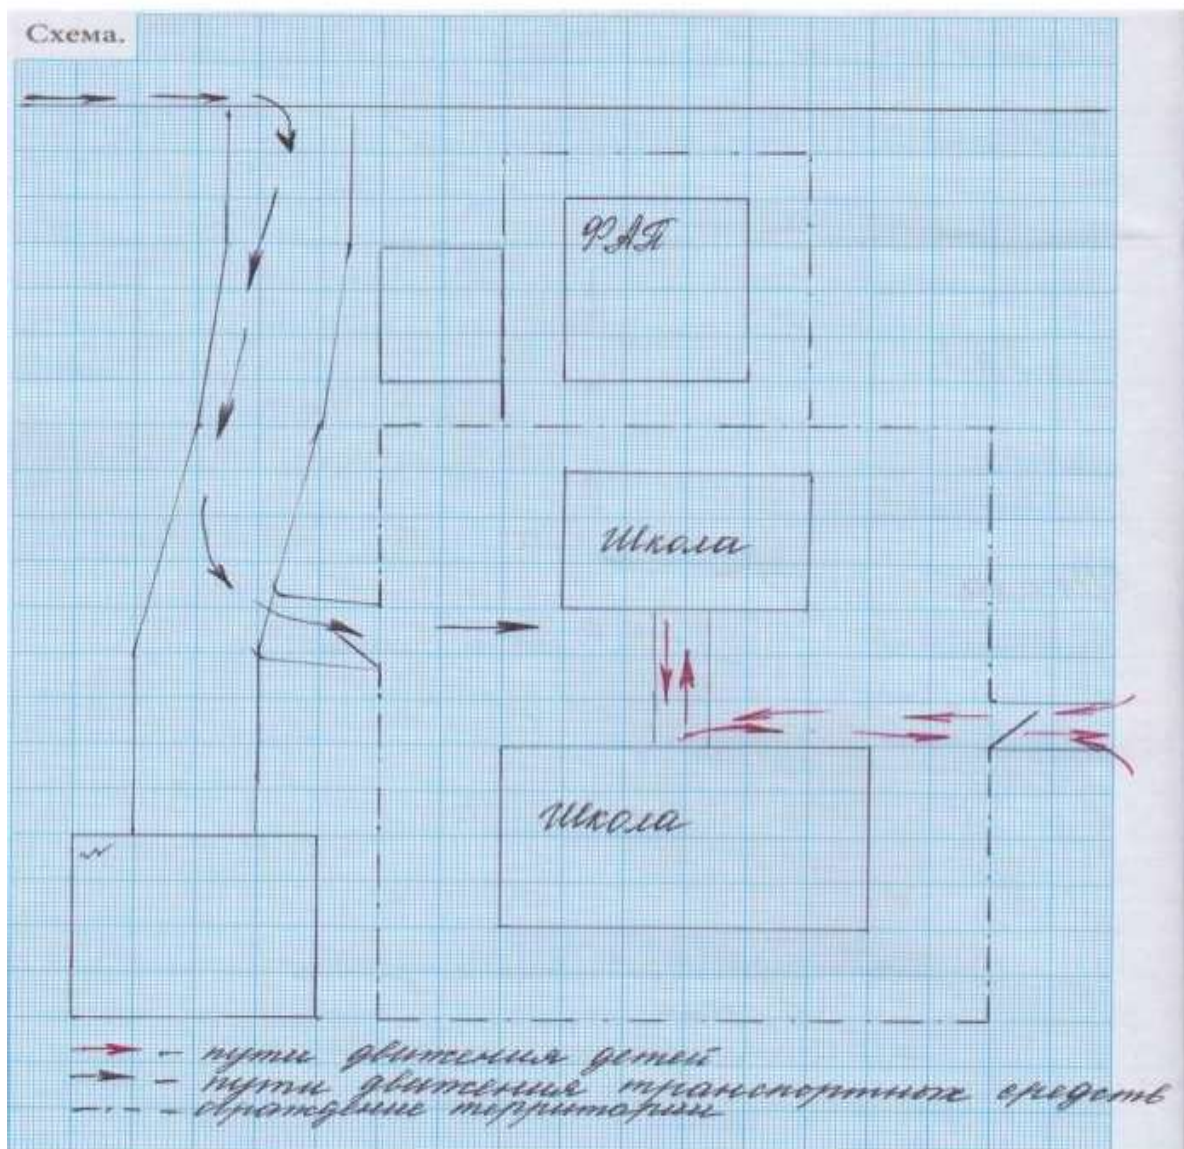 Схема.
ФАП
Школа
Школа
- пути движения детей
- пути движения транспортных средств
- ограждение территории